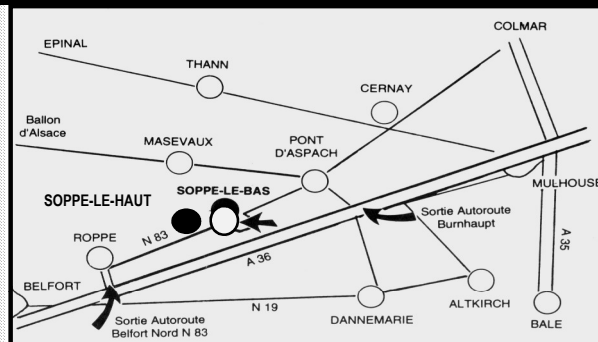 COLMAR
EPINAL
THANN
CERNAY
Ballon
d'Alsace
MASEVAUX
PONT
D'ASPACH
SOPPE-LE-HAUT
SOPPE-LE-BAS
MULHOUSE
Sortie Autoroute
Burnhaupt
ROPPE
N 83
A 36
A 35
BELFORT
N 19
DANNEMARIE
ALTKIRCH
BALE
Sortie Autoroute
Belfort Nord N 83